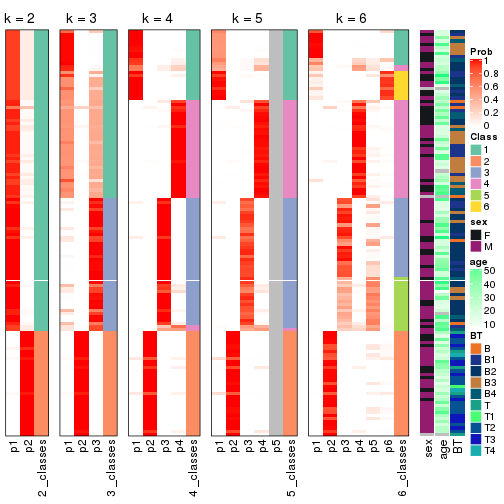 k = 2
k = 3
k = 4
k = 5
k = 6
p1
p2
2_classes
p1
p2
p3
3_classes
p1
p2
p3
p4
4_classes
p1
p2
p3
p4
p5
5_classes
p1
p2
p3
p4
p5
p6
6_classes
sex
age
BT
Prob
1
0.8
0.6
0.4
0.2
0
Class
1
2
3
4
5
6
sex
F
M
age
50
40
30
20
10
BT
B
B1
B2
B3
B4
T
T1
T2
T3
T4